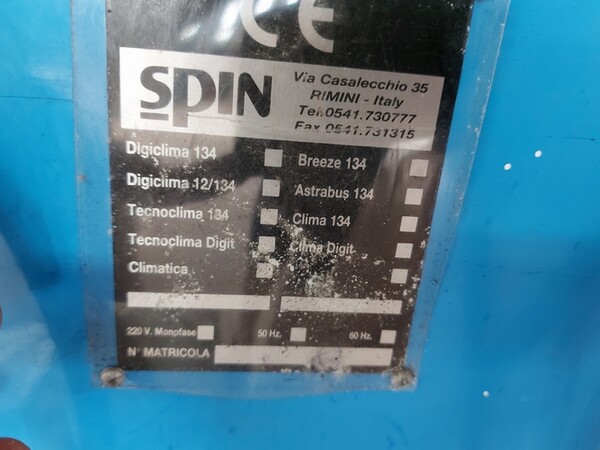 CE
SPIN
Via Casalecchio 35
RIMINI - Italy
Tel.0541.730777
Fax 0541.731315
Digiclima 134
Breeze 134
Digiclima 12/134
Astrabus 134
Tecnoclima 134
Clima 134
Tecnoclima Digit
Clima Digit
Climatica
220 V. Monofase
50 Hz.
60 Hz.
N° MATRICOLA